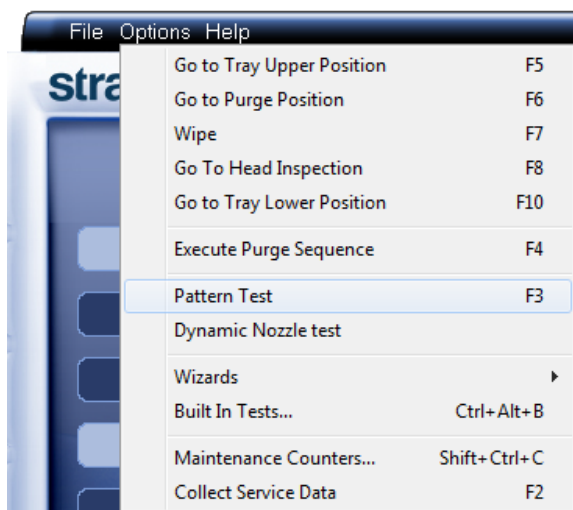 File Options Help
stra
Go to Tray Upper Position F5
Go to Purge Position F6
Wipe F7
Go To Head Inspection F8
Go to Tray Lower Position F10
Execute Purge Sequence F4
Pattern Test F3
Dynamic Nozzle test
Wizards
Built In Tests... Ctrl+Alt+B
Maintenance Counters... Shift+Ctrl+C
Collect Service Data F2